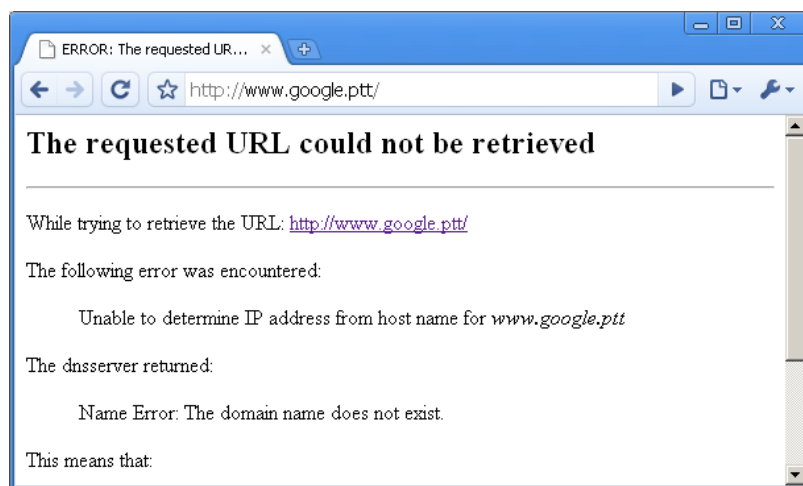 ERROR: The requested UR...
http://www.google.ptt/
The requested URL could not be retrieved
While trying to retrieve the URL: http://www.google.ptt/
The following error was encountered:
Unable to determine IP address from host name for www.google.ptt
The dnsserver returned:
Name Error: The domain name does not exist.
This means that: